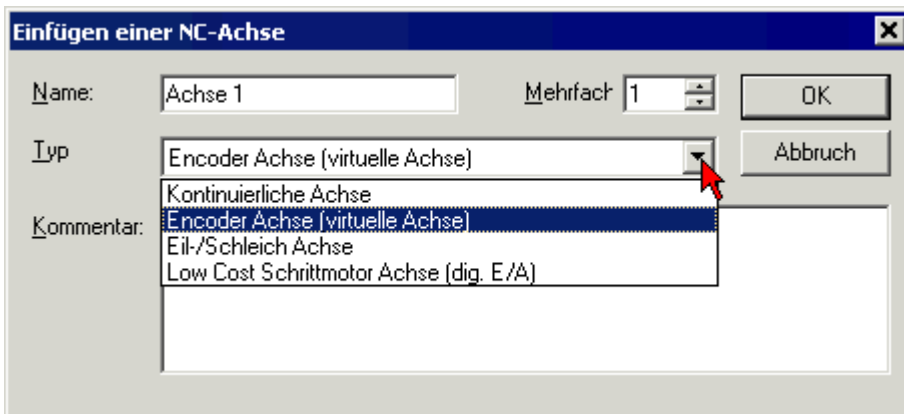 Einfügen einer NC-Achse
Name: Achse 1 Mehrfach 1 OK
Typ Encoder Achse (virtuelle Achse) Abbruch
Kontinuierliche Achse
Kommentar: Encoder Achse (virtuelle Achse)
Eil-/Schleich Achse
Low Cost Schrittmotor Achse (dig. E/A)